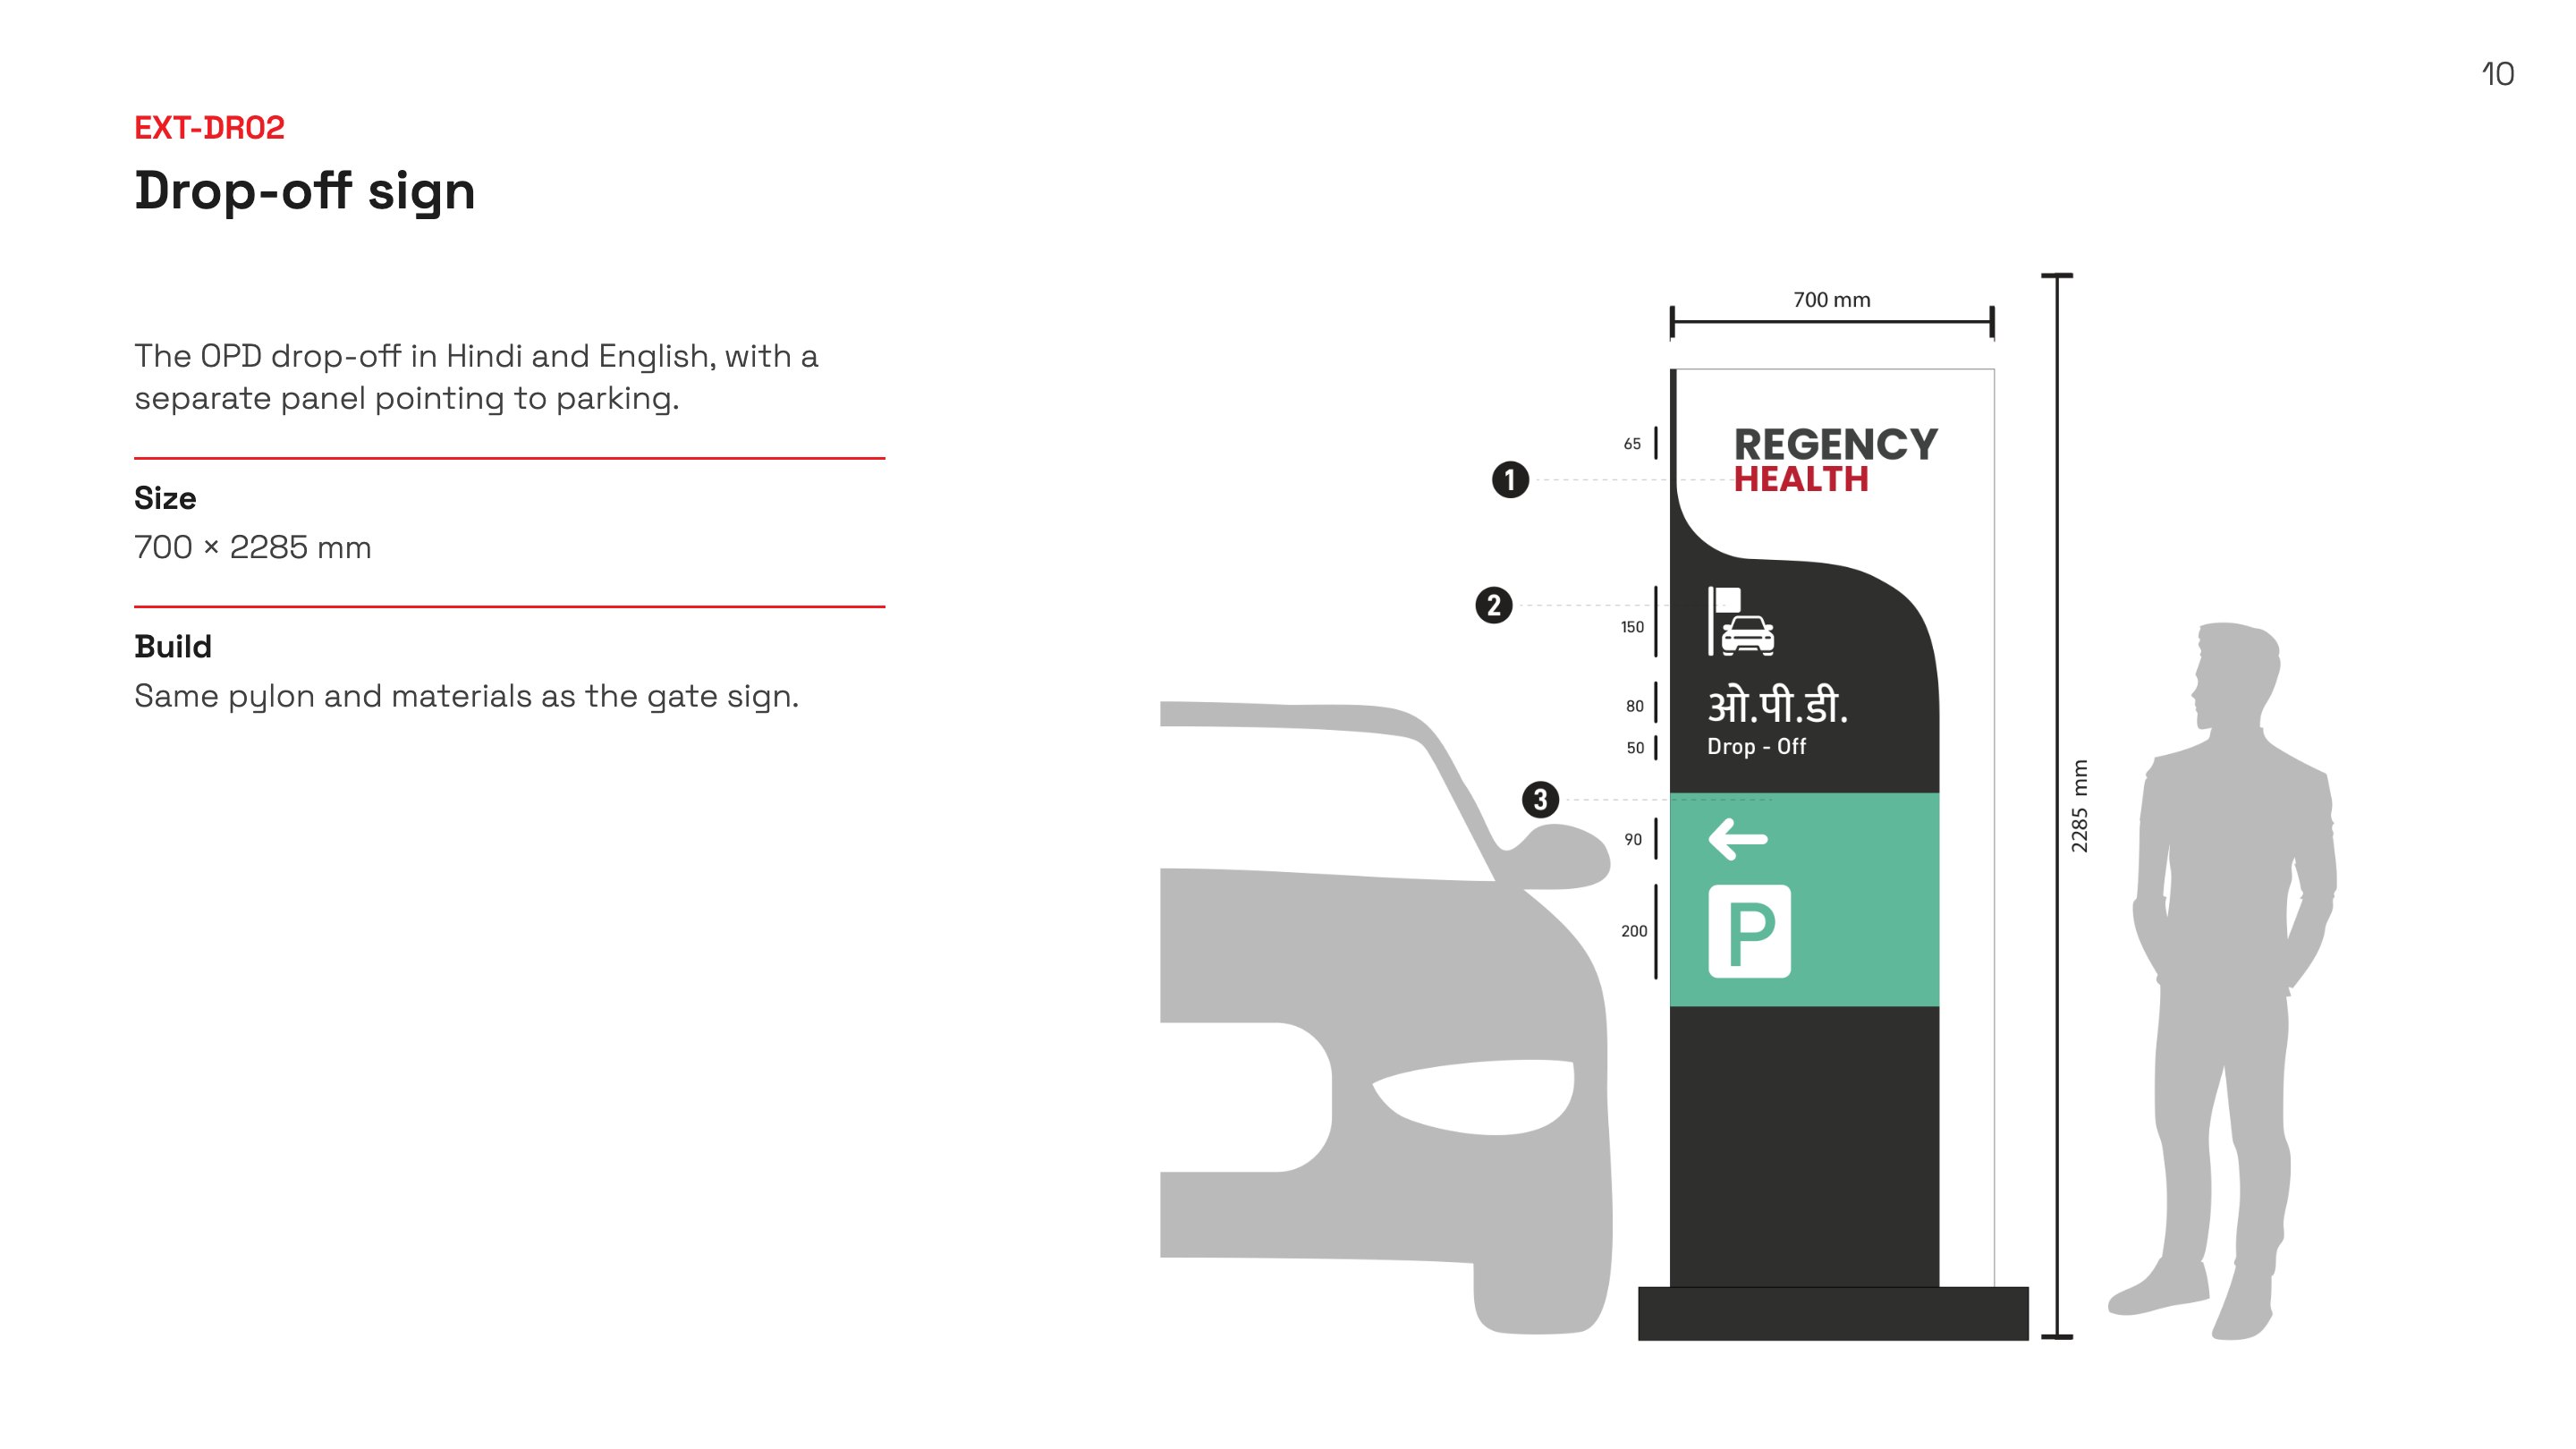 10
EXT-DR02
Drop-off sign
The OPD drop-off in Hindi and English, with a
separate panel pointing to parking.
Size
700 × 2285 mm
Build
Same pylon and materials as the gate sign.
700 mm
65
REGENCY
HEALTH
1
2
150
80
ओ.पी.डी.
50
Drop - Off
3
90
200
P
2285 mm